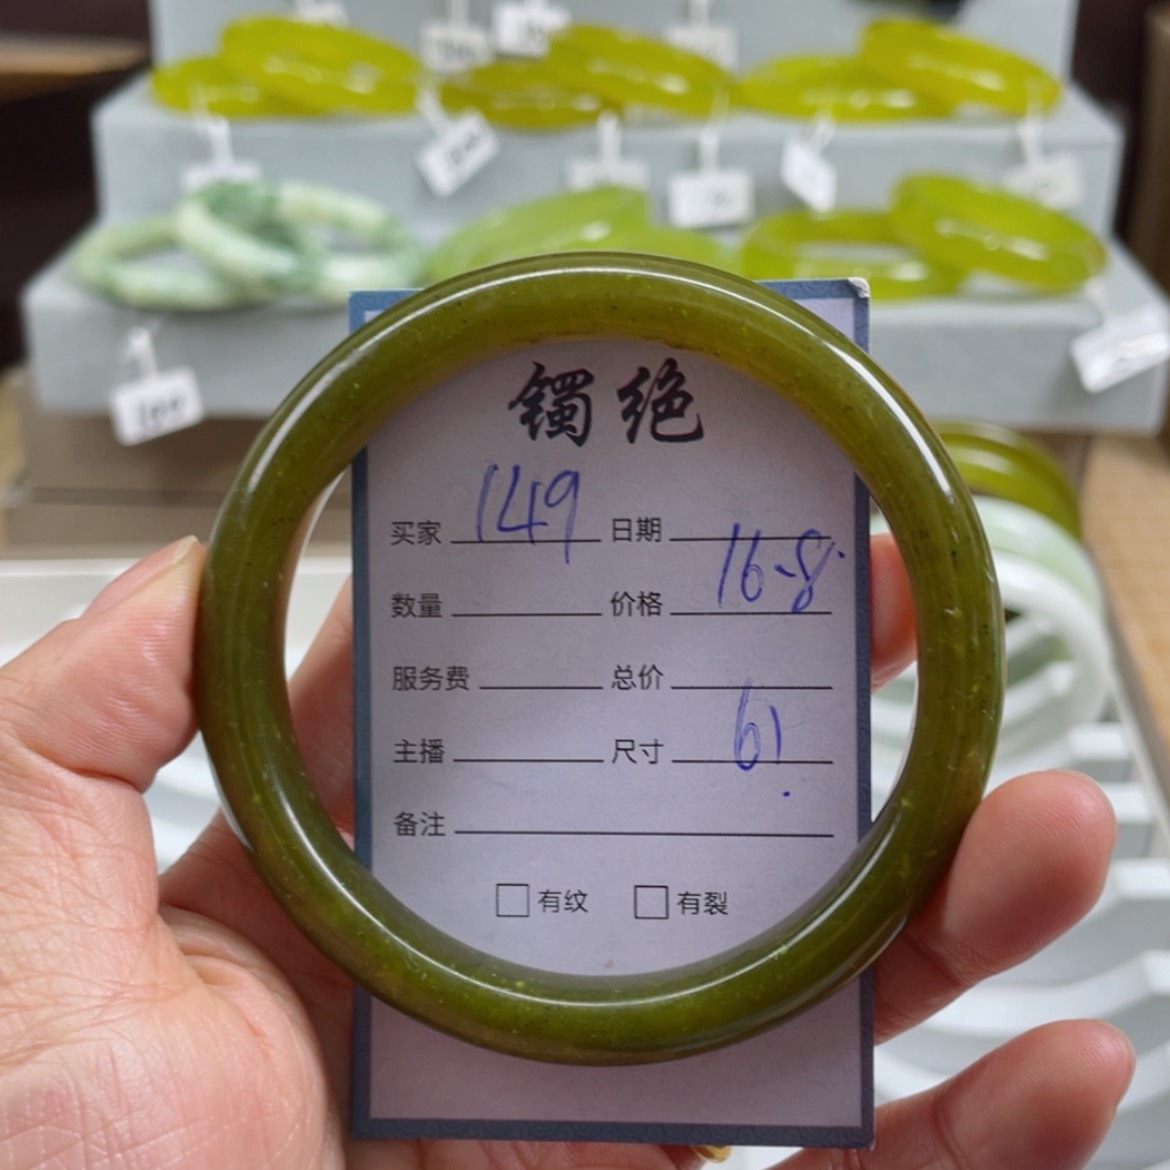 镯绝
买家 149 日期
数量 价格 16.8
服务费 总价
主播 尺寸 61
备注
有纹 有裂